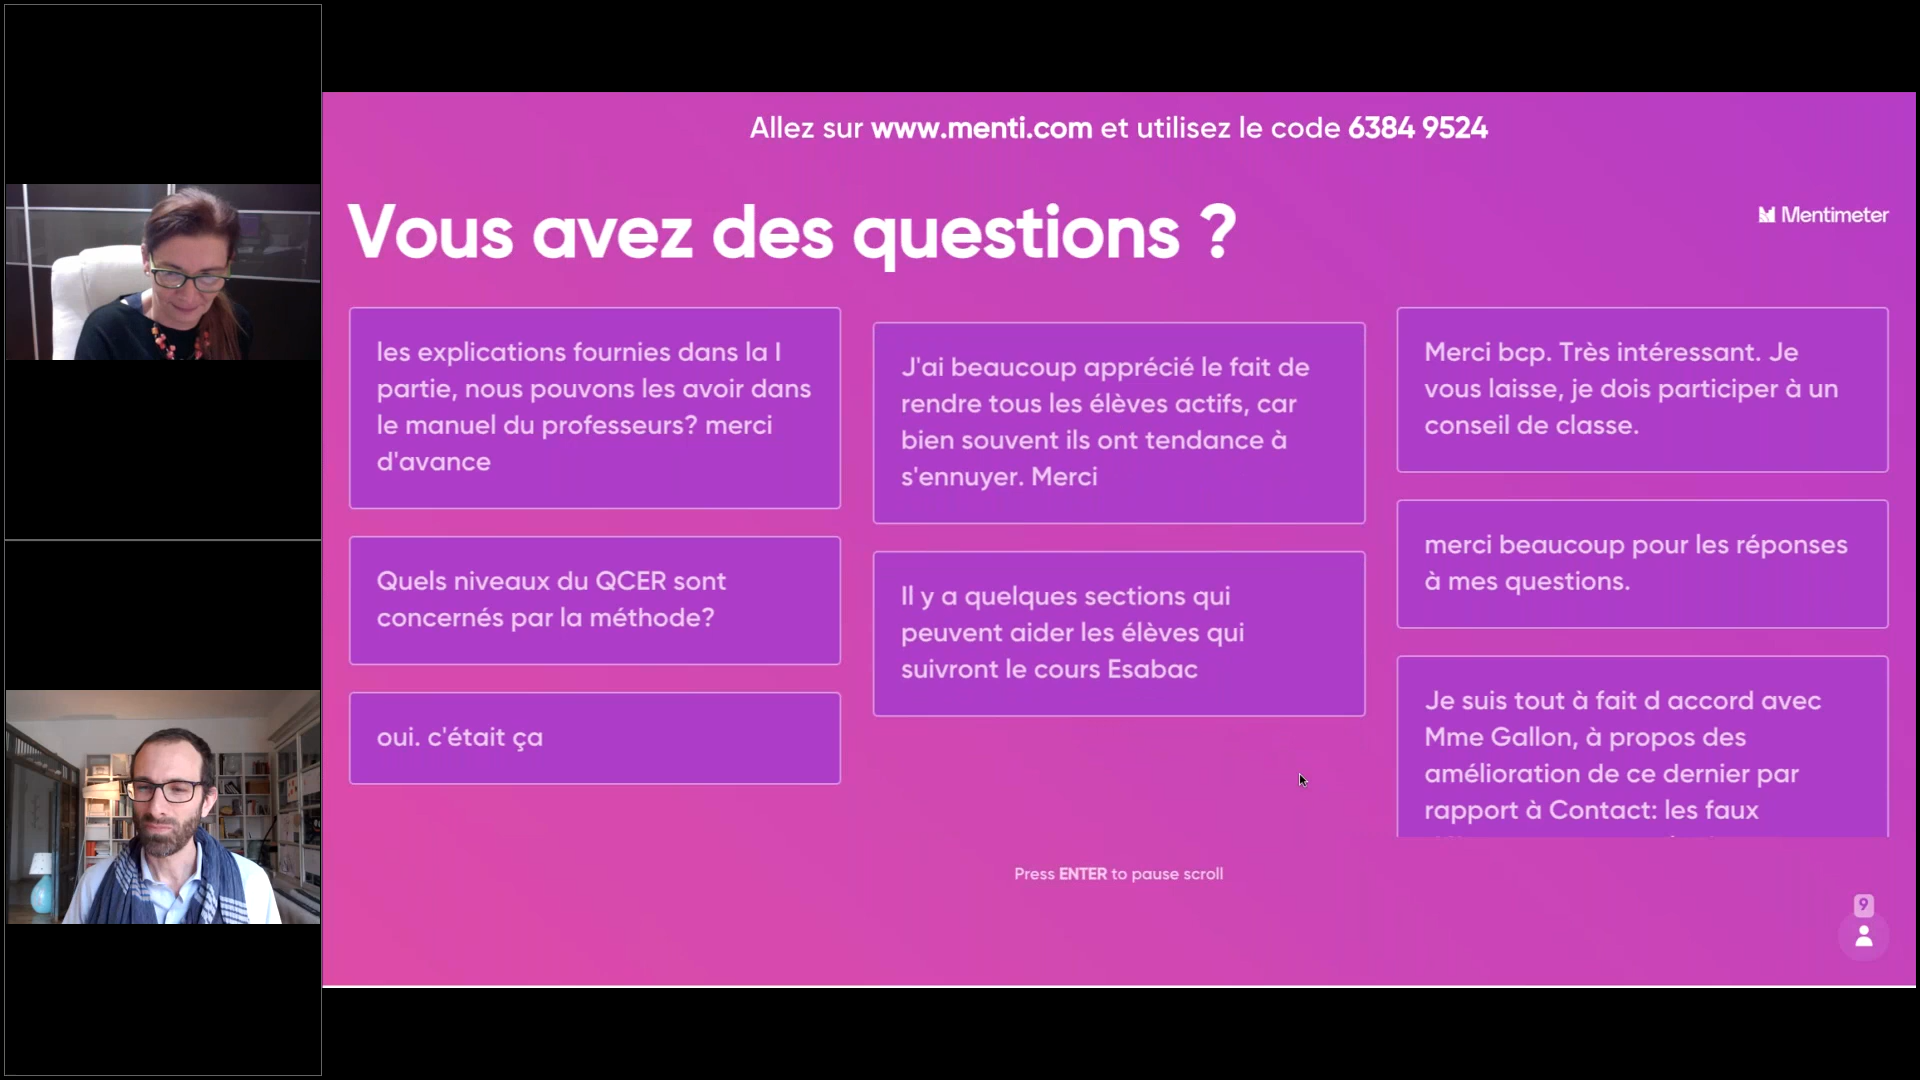 Allez sur www.menti.com et utilisez le code 6384 9524
Vous avez des questions ?
Mentimeter
les explications fournies dans la I
partie, nous pouvons les avoir dans
le manuel du professeurs? merci
d'avance
Quels niveaux du QCER sont
concernés par la méthode?
oui. c'était ça
J'ai beaucoup apprécié le fait de
rendre tous les élèves actifs, car
bien souvent ils ont tendance à
s'ennuyer. Merci
Il y a quelques sections qui
peuvent aider les élèves qui
suivront le cours Esabac
Merci bcp. Très intéressant. Je
vous laisse, je dois participer à un
conseil de classe.
merci beaucoup pour les réponses
à mes questions.
Je suis tout à fait d accord avec
Mme Gallon, à propos des
amélioration de ce dernier par
rapport à Contact: les faux
Press ENTER to pause scroll
9